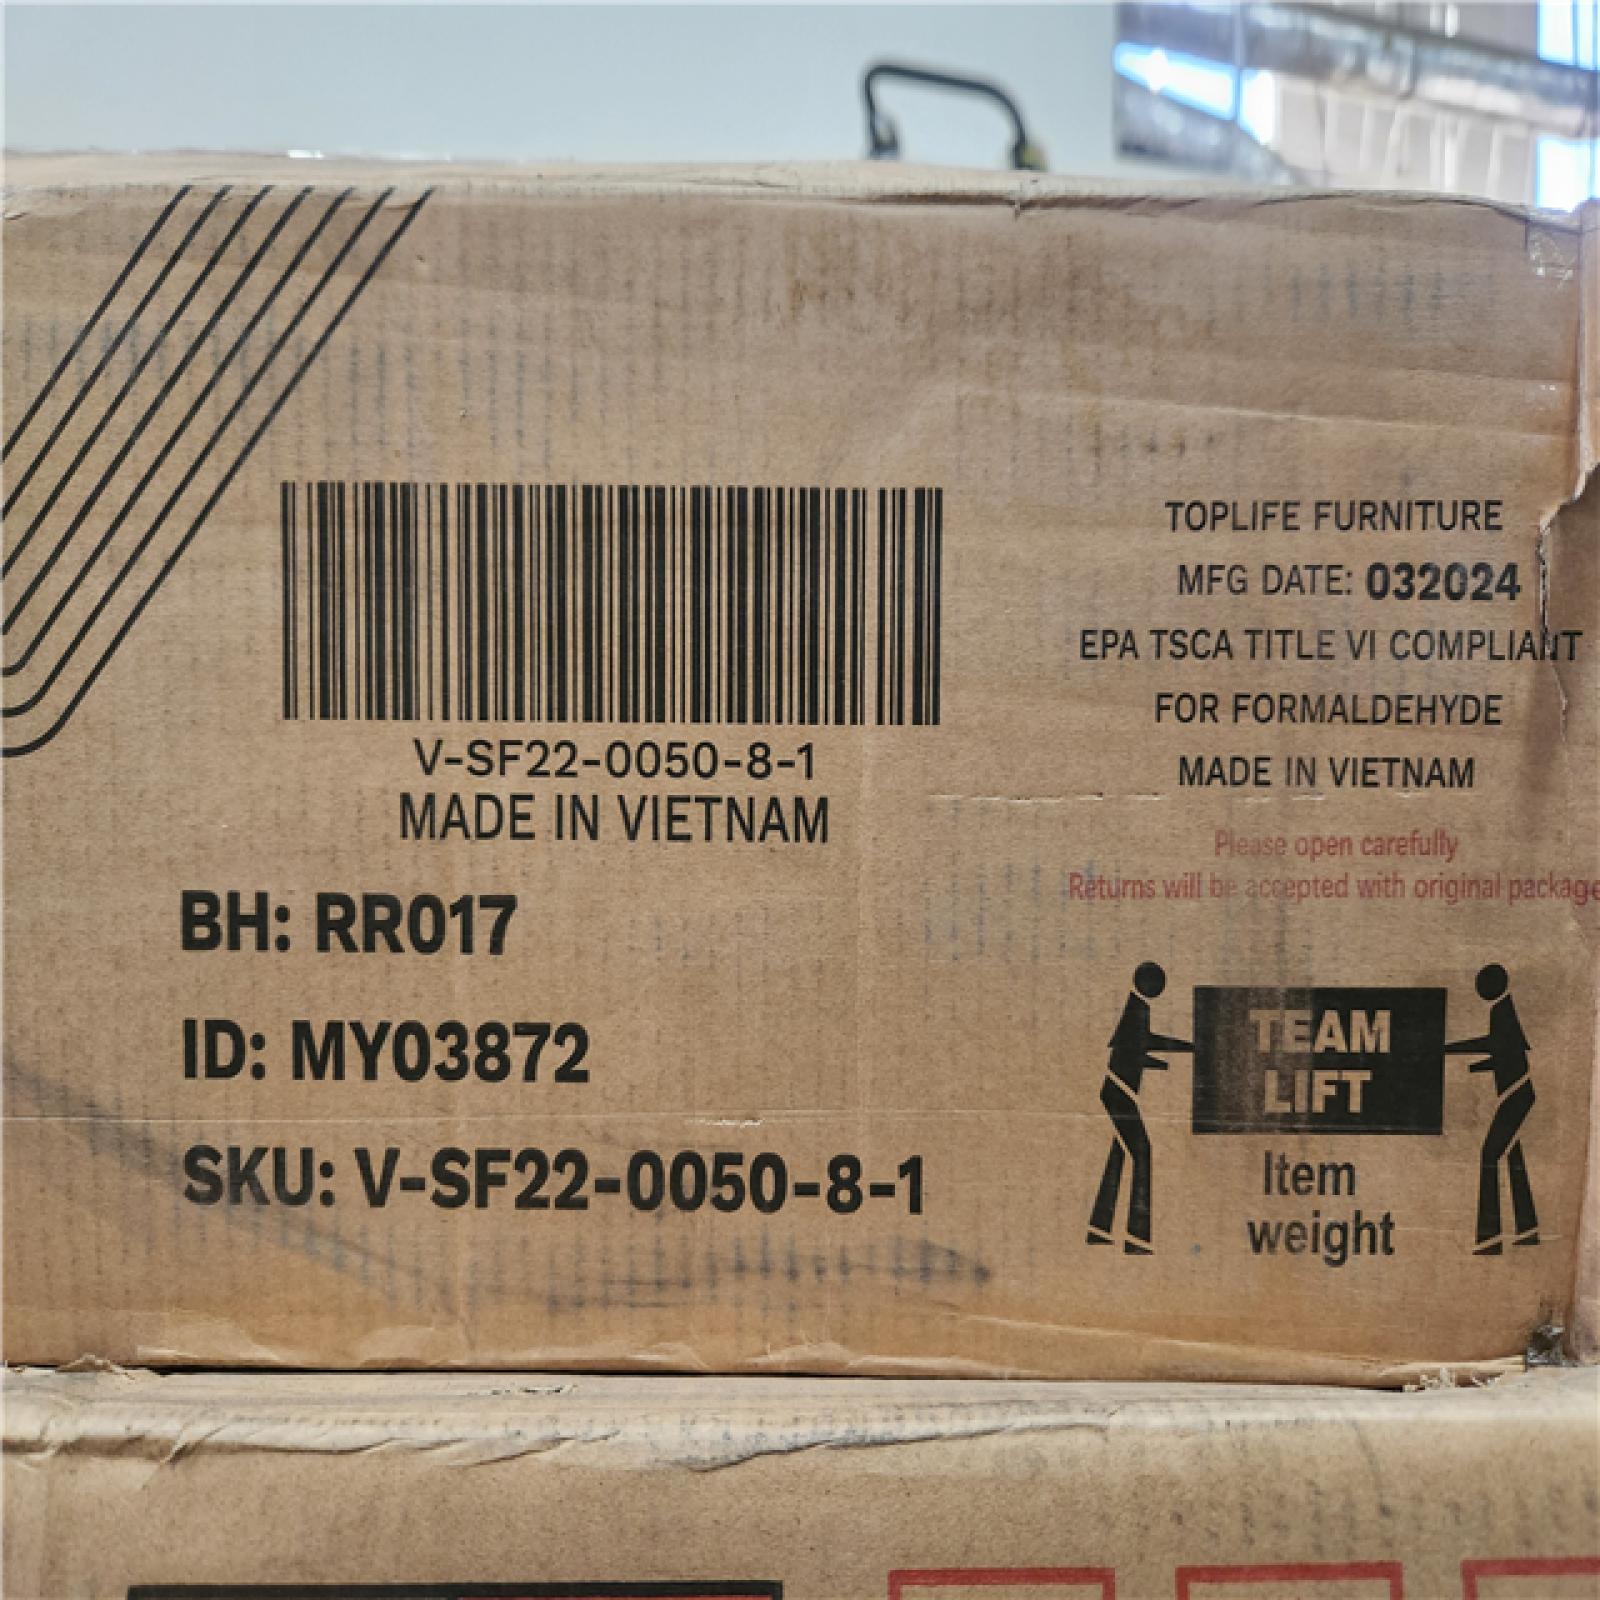 V-SF22-0050-8-1
MADE IN VIETNAM
BH: RR017
ID: MY03872
SKU: V-SF22-0050-8-1
TOPLIFE FURNITURE
MFG DATE: 032024
EPA TSCA TITLE VI COMPLIANT
FOR FORMALDEHYDE
MADE IN VIETNAM
Please open carefully
Returns will be accepted with original package
TEAM
LIFT
Item
weight